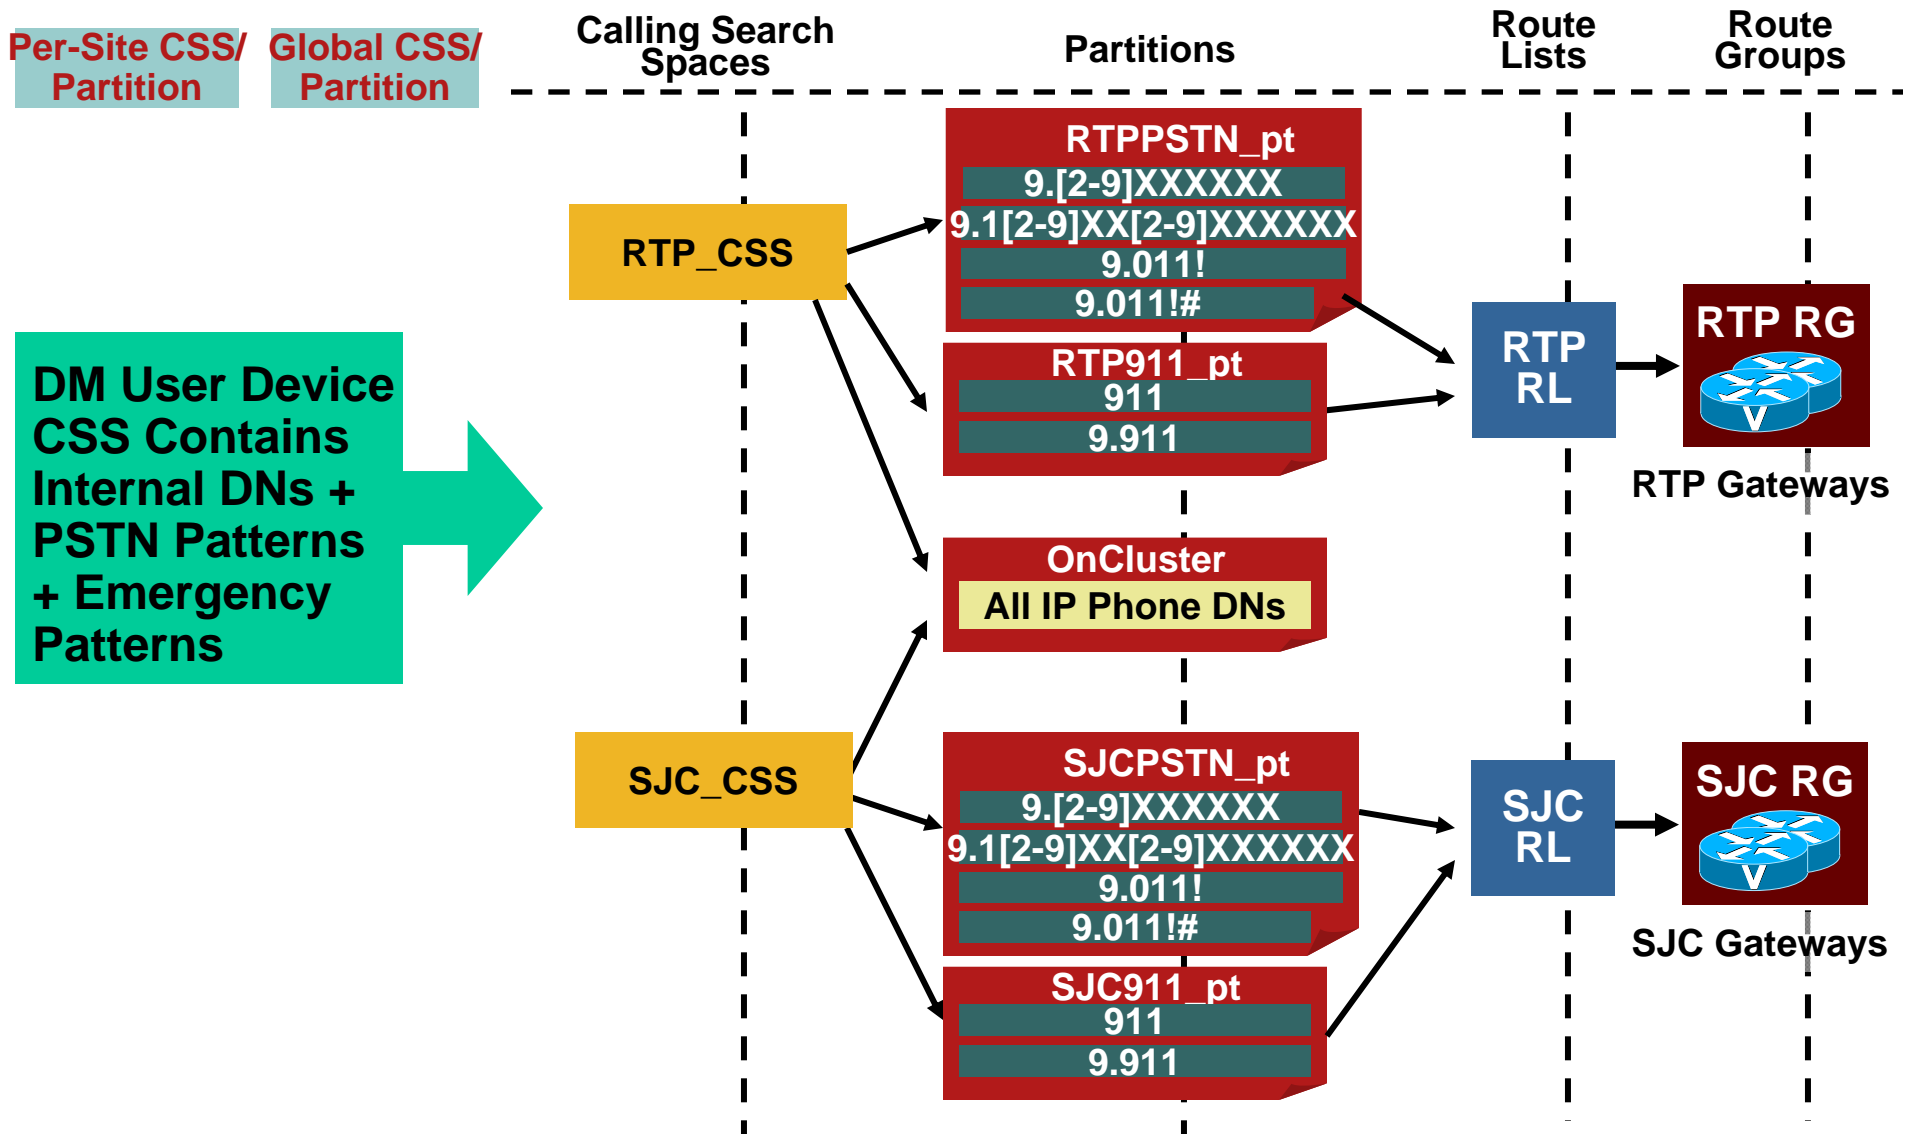 Per-Site CSS/
Partition
Global CSS/
Partition
Calling Search
Spaces
Partitions
Route
Lists
Route
Groups
RTPPSTN_pt
9.[2-9]XXXXXX
9.1[2-9]XX[2-9]XXXXXX
9.011!
9.011!#
RTP_CSS
RTP911_pt
911
9.911
RTP
RL
RTP RG
V
RTP Gateways
DM User Device
CSS Contains
Internal DNs +
PSTN Patterns
+ Emergency
Patterns
OnCluster
All IP Phone DNs
SJC_CSS
SJCPSTN_pt
9.[2-9]XXXXXX
9.1[2-9]XX[2-9]XXXXXX
9.011!
9.011!#
SJC
RL
SJC RG
V
SJC Gateways
SJC911_pt
911
9.911